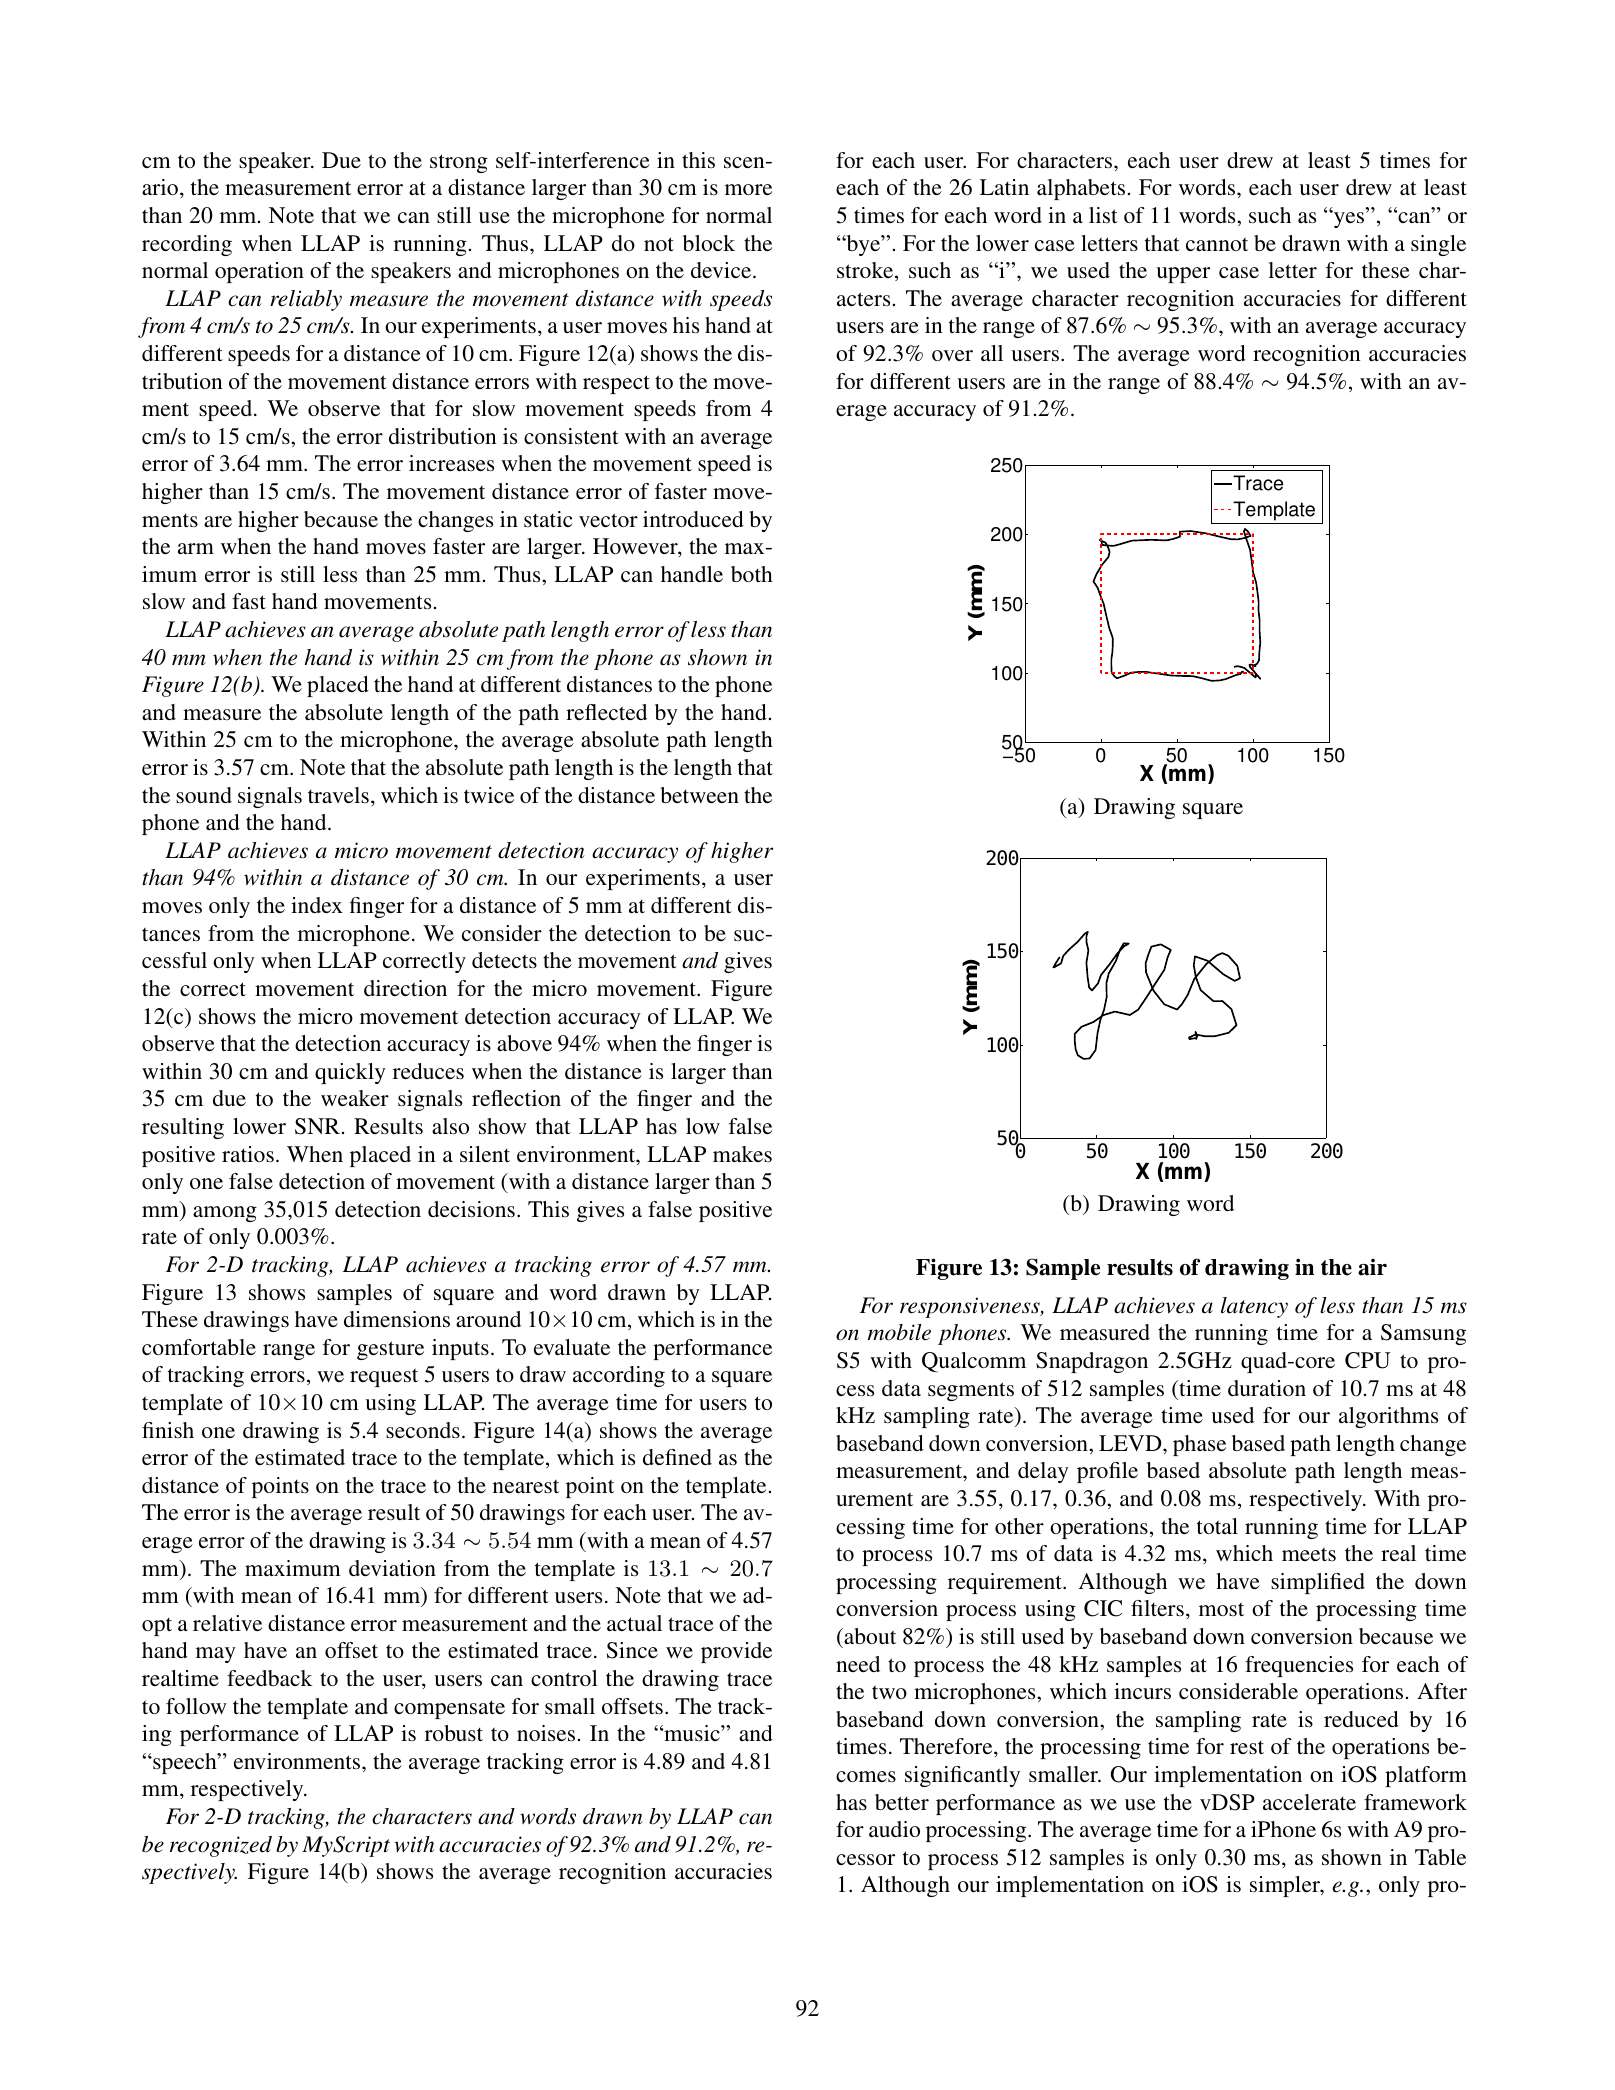 cm to the speaker. Due to the strong self-interference in this scen-
ario, the measurement error at a distance larger than 30 cm is more
than 20 mm. Note that we can still use the microphone for normal
recording when LLAP is running. Thus, LLAP do not block the
normal operation of the speakers and microphones on the device.
LLAP can reliably measure the movement distance with speeds
from 4 cm/s to 25 cm/s. In our experiments, a user moves his hand at
different speeds for a distance of 10 cm. Figure 12(a) shows the dis-
tribution of the movement distance errors with respect to the move-
ment speed. We observe that for slow movement speeds from 4
cm/s to 15 cm/s, the error distribution is consistent with an average
error of 3.64 mm. The error increases when the movement speed is
higher than 15 cm/s. The movement distance error of faster move-
ments are higher because the changes in static vector introduced by
the arm when the hand moves faster are larger. However, the max-
imum error is still less than 25 mm. Thus, LLAP can handle both
slow and fast hand movements.
LLAP achieves an average absolute path length error of less than
40 mm when the hand is within 25 cm from the phone as shown in
Figure 12(b). We placed the hand at different distances to the phone
and measure the absolute length of the path reflected by the hand.
Within 25 cm to the microphone, the average absolute path length
error is 3.57 cm. Note that the absolute path length is the length that
the sound signals travels, which is twice of the distance between the
phone and the hand.
LLAP achieves a micro movement detection accuracy of higher
than 94% within a distance of 30 cm. In our experiments, a user
moves only the index finger for a distance of 5 mm at different dis-
tances from the microphone. We consider the detection to be suc-
cessful only when LLAP correctly detects the movement and gives
the correct movement direction for the micro movement. Figure
12(c) shows the micro movement detection accuracy of LLAP. We
observe that the detection accuracy is above 94% when the finger is
within 30 cm and quickly reduces when the distance is larger than
35 cm due to the weaker signals reflection of the finger and the
resulting lower SNR. Results also show that LLAP has low false
positive ratios. When placed in a silent environment, LLAP makes
only one false detection of movement (with a distance larger than 5
mm) among 35,015 detection decisions. This gives a false positive
rate of only 0.003%.
For 2-D tracking, LLAP achieves a tracking error of 4.57 mm.
Figure 13 shows samples of square and word drawn by LLAP.
These drawings have dimensions around 10×10 cm, which is in the
comfortable range for gesture inputs. To evaluate the performance
of tracking errors, we request 5 users to draw according to a square
template of 10×10 cm using LLAP. The average time for users to
finish one drawing is 5.4 seconds. Figure 14(a) shows the average
error of the estimated trace to the template, which is defined as the
distance of points on the trace to the nearest point on the template.
The error is the average result of 50 drawings for each user. The av-
erage error of the drawing is 3.34 ∼ 5.54 mm (with a mean of 4.57
mm). The maximum deviation from the template is 13.1 ∼ 20.7
mm (with mean of 16.41 mm) for different users. Note that we ad-
opt a relative distance error measurement and the actual trace of the
hand may have an offset to the estimated trace. Since we provide
realtime feedback to the user, users can control the drawing trace
to follow the template and compensate for small offsets. The track-
ing performance of LLAP is robust to noises. In the “music” and
“speech” environments, the average tracking error is 4.89 and 4.81
mm, respectively.
For 2-D tracking, the characters and words drawn by LLAP can
be recognized by MyScript with accuracies of 92.3% and 91.2%, re-
spectively. Figure 14(b) shows the average recognition accuracies
for each user. For characters, each user drew at least 5 times for
each of the 26 Latin alphabets. For words, each user drew at least
5 times for each word in a list of 11 words, such as “yes”, “can” or
“bye”. For the lower case letters that cannot be drawn with a single
stroke, such as “i”, we used the upper case letter for these char-
acters. The average character recognition accuracies for different
users are in the range of 87.6% ∼ 95.3%, with an average accuracy
of 92.3% over all users. The average word recognition accuracies
for different users are in the range of 88.4% ∼ 94.5%, with an av-
erage accuracy of 91.2%.
250
200
150
100
50
Y (mm)
Trace
Template
−50 0 50 100 150
X (mm)
(a) Drawing square
200
150
100
50
Y (mm)
yes
0 50 100 150 200
X (mm)
(b) Drawing word
Figure 13: Sample results of drawing in the air
For responsiveness, LLAP achieves a latency of less than 15 ms
on mobile phones. We measured the running time for a Samsung
S5 with Qualcomm Snapdragon 2.5GHz quad-core CPU to pro-
cess data segments of 512 samples (time duration of 10.7 ms at 48
kHz sampling rate). The average time used for our algorithms of
baseband down conversion, LEVD, phase based path length change
measurement, and delay profile based absolute path length meas-
urement are 3.55, 0.17, 0.36, and 0.08 ms, respectively. With pro-
cessing time for other operations, the total running time for LLAP
to process 10.7 ms of data is 4.32 ms, which meets the real time
processing requirement. Although we have simplified the down
conversion process using CIC filters, most of the processing time
(about 82%) is still used by baseband down conversion because we
need to process the 48 kHz samples at 16 frequencies for each of
the two microphones, which incurs considerable operations. After
baseband down conversion, the sampling rate is reduced by 16
times. Therefore, the processing time for rest of the operations be-
comes significantly smaller. Our implementation on iOS platform
has better performance as we use the vDSP accelerate framework
for audio processing. The average time for a iPhone 6s with A9 pro-
cessor to process 512 samples is only 0.30 ms, as shown in Table
1. Although our implementation on iOS is simpler, e.g., only pro-
92